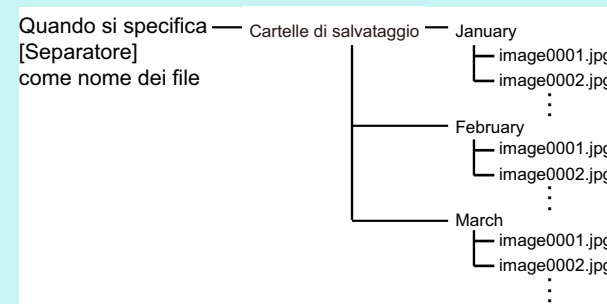 Quando si specifica
[Separatore]
come nome dei file
Cartelle di salvataggio
January
image0001.jpg
image0002.jpg
February
image0001.jpg
image0002.jpg
March
image0001.jpg
image0002.jpg